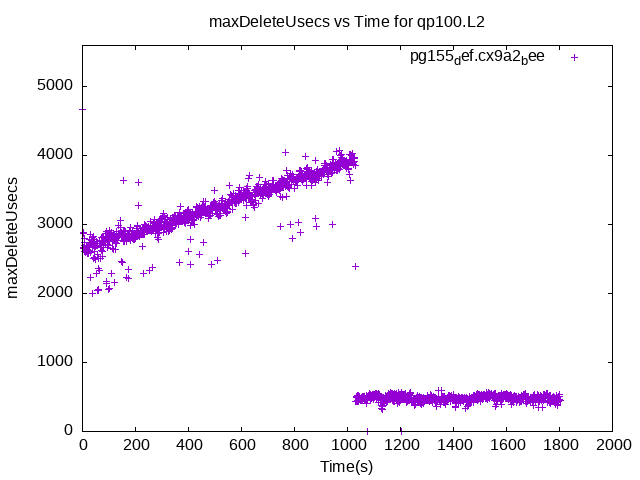 maxDeleteUsecs vs Time for qp100.L2
pg155def.cx9a2bee
5000
4000
3000
2000
1000
0
maxDeleteUsecs
0 200 400 600 800 1000 1200 1400 1600 1800 2000
Time(s)